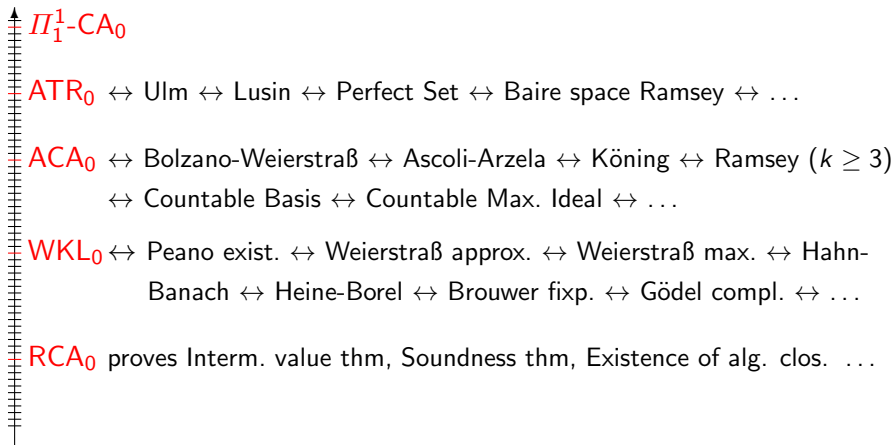 Π¹₁-CA₀
ATR₀ ↔ Ulm ↔ Lusin ↔ Perfect Set ↔ Baire space Ramsey ↔ …
ACA₀ ↔ Bolzano-Weierstraß ↔ Ascoli-Arzela ↔ Köning ↔ Ramsey (k ≥ 3)
↔ Countable Basis ↔ Countable Max. Ideal ↔ …
WKL₀ ↔ Peano exist. ↔ Weierstraß approx. ↔ Weierstraß max. ↔ Hahn-
Banach ↔ Heine-Borel ↔ Brouwer fixp. ↔ Gödel compl. ↔ …
RCA₀ proves Interm. value thm, Soundness thm, Existence of alg. clos. …